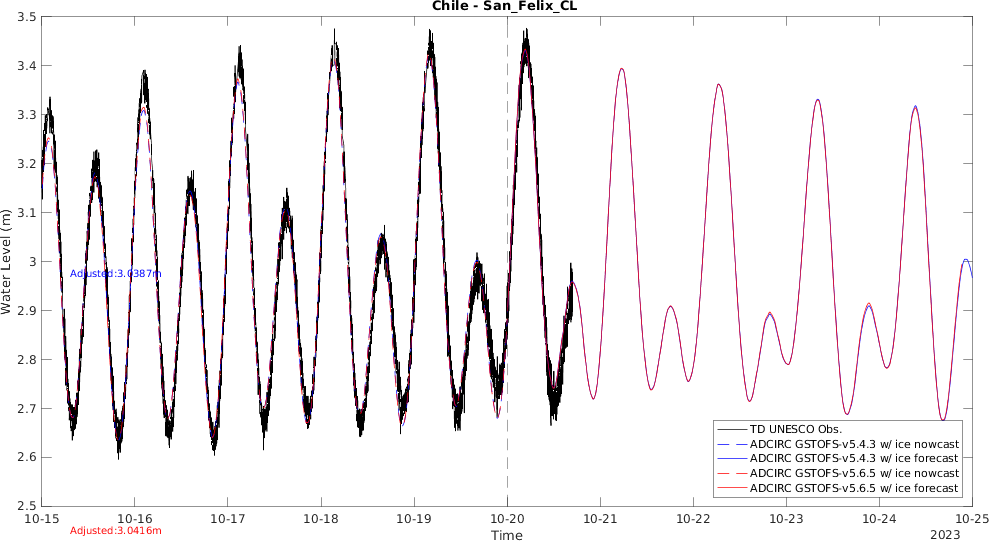 Chile - San_Felix_CL
3.5
3.4
3.3
3.2
3.1
3
2.9
2.8
2.7
2.6
2.5
Water Level (m)
Adjusted:3.0387m
TD UNESCO Obs.
ADCIRC GSTOFS-v5.4.3 w/ ice nowcast
ADCIRC GSTOFS-v5.4.3 w/ ice forecast
ADCIRC GSTOFS-v5.6.5 w/ ice nowcast
ADCIRC GSTOFS-v5.6.5 w/ ice forecast
10-15 10-16 10-17 10-18 10-19 10-20 10-21 10-22 10-23 10-24 10-25
Adjusted:3.0416m
Time
2023